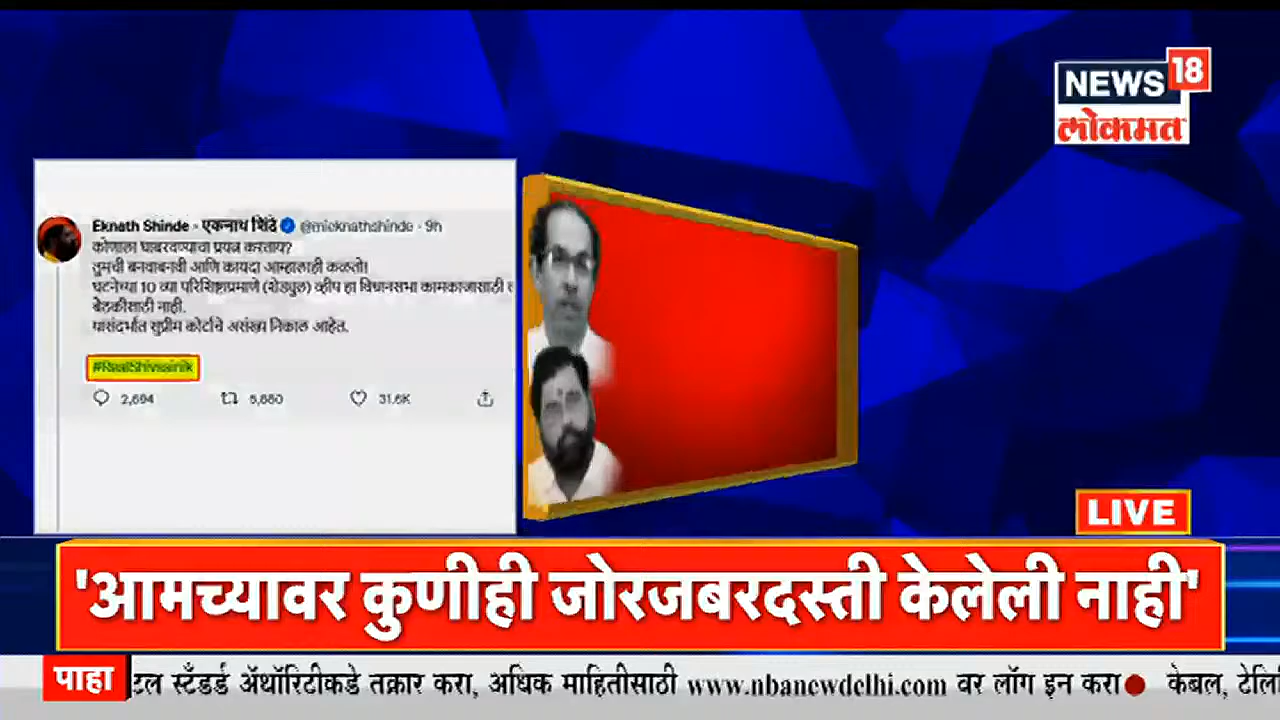 NEWS 18
लोकमत
Eknath Shinde - एकनाथ शिंदे @mieknathshinde · 9h
कोणाला घाबरवण्याचा प्रयत्न करताय?
तुमची बनवाबनवी आणि कायदा आम्हालाही कळतो!
घटनेच्या 10 व्या परिशिष्टाप्रमाणे (शेड्युल) व्हीप हा विधानसभा कामकाजासाठी
बैठकीसाठी नाही.
यासंदर्भात सुप्रीम कोर्टाचे असंख्य निकाल आहेत.
#RealShivsainik
2,694 5,880 31.6K
LIVE
'आमच्यावर कुणीही जोरजबरदस्ती केलेली नाही'
पाहा टल स्टँडर्ड ॲथॉरिटीकडे तक्रार करा, अधिक माहितीसाठी www.nbanewdelhi.com वर लॉग इन करा● केबल, टेलि